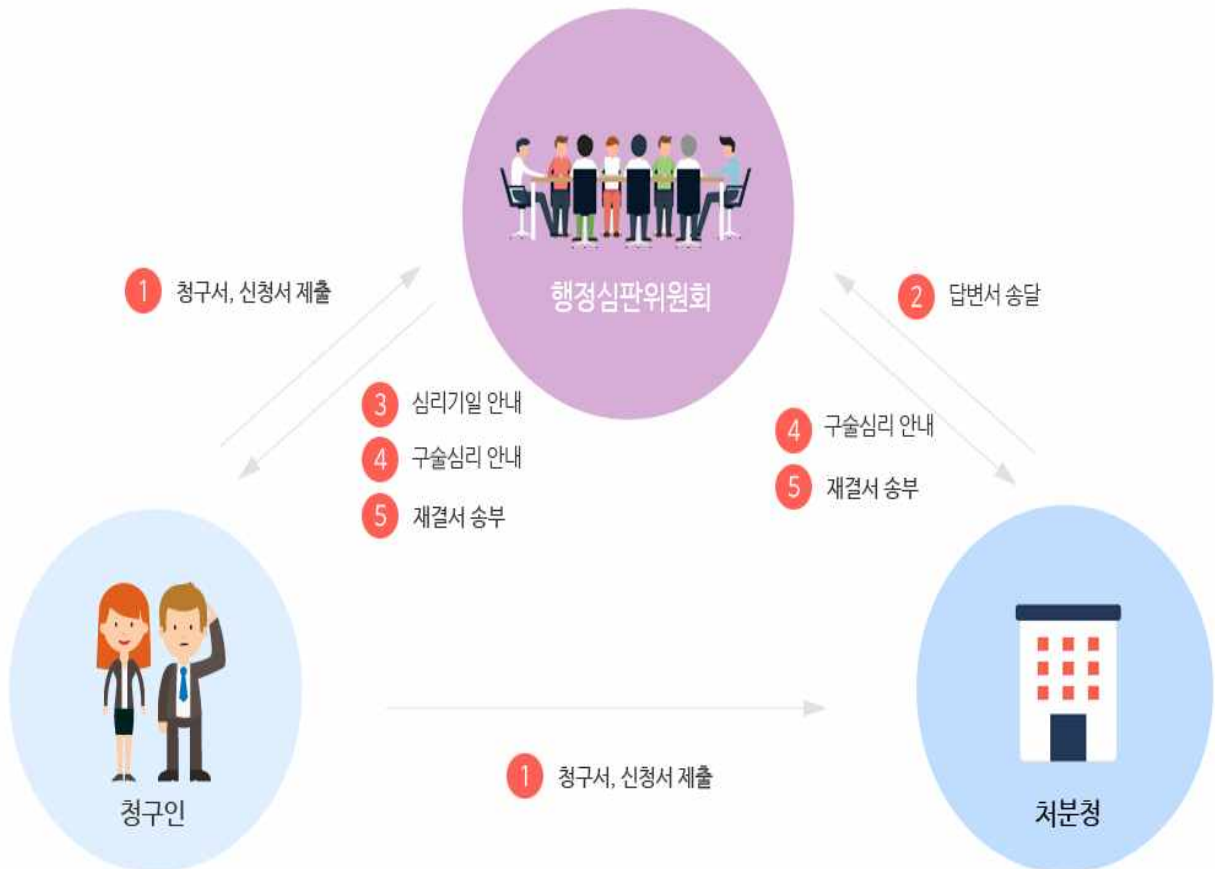 행정심판위원회
1 청구서, 신청서 제출
2 답변서 송달
3 심리기일 안내
4 구술심리 안내
5 재결서 송부
4 구술심리 안내
5 재결서 송부
청구인
1 청구서, 신청서 제출
처분청